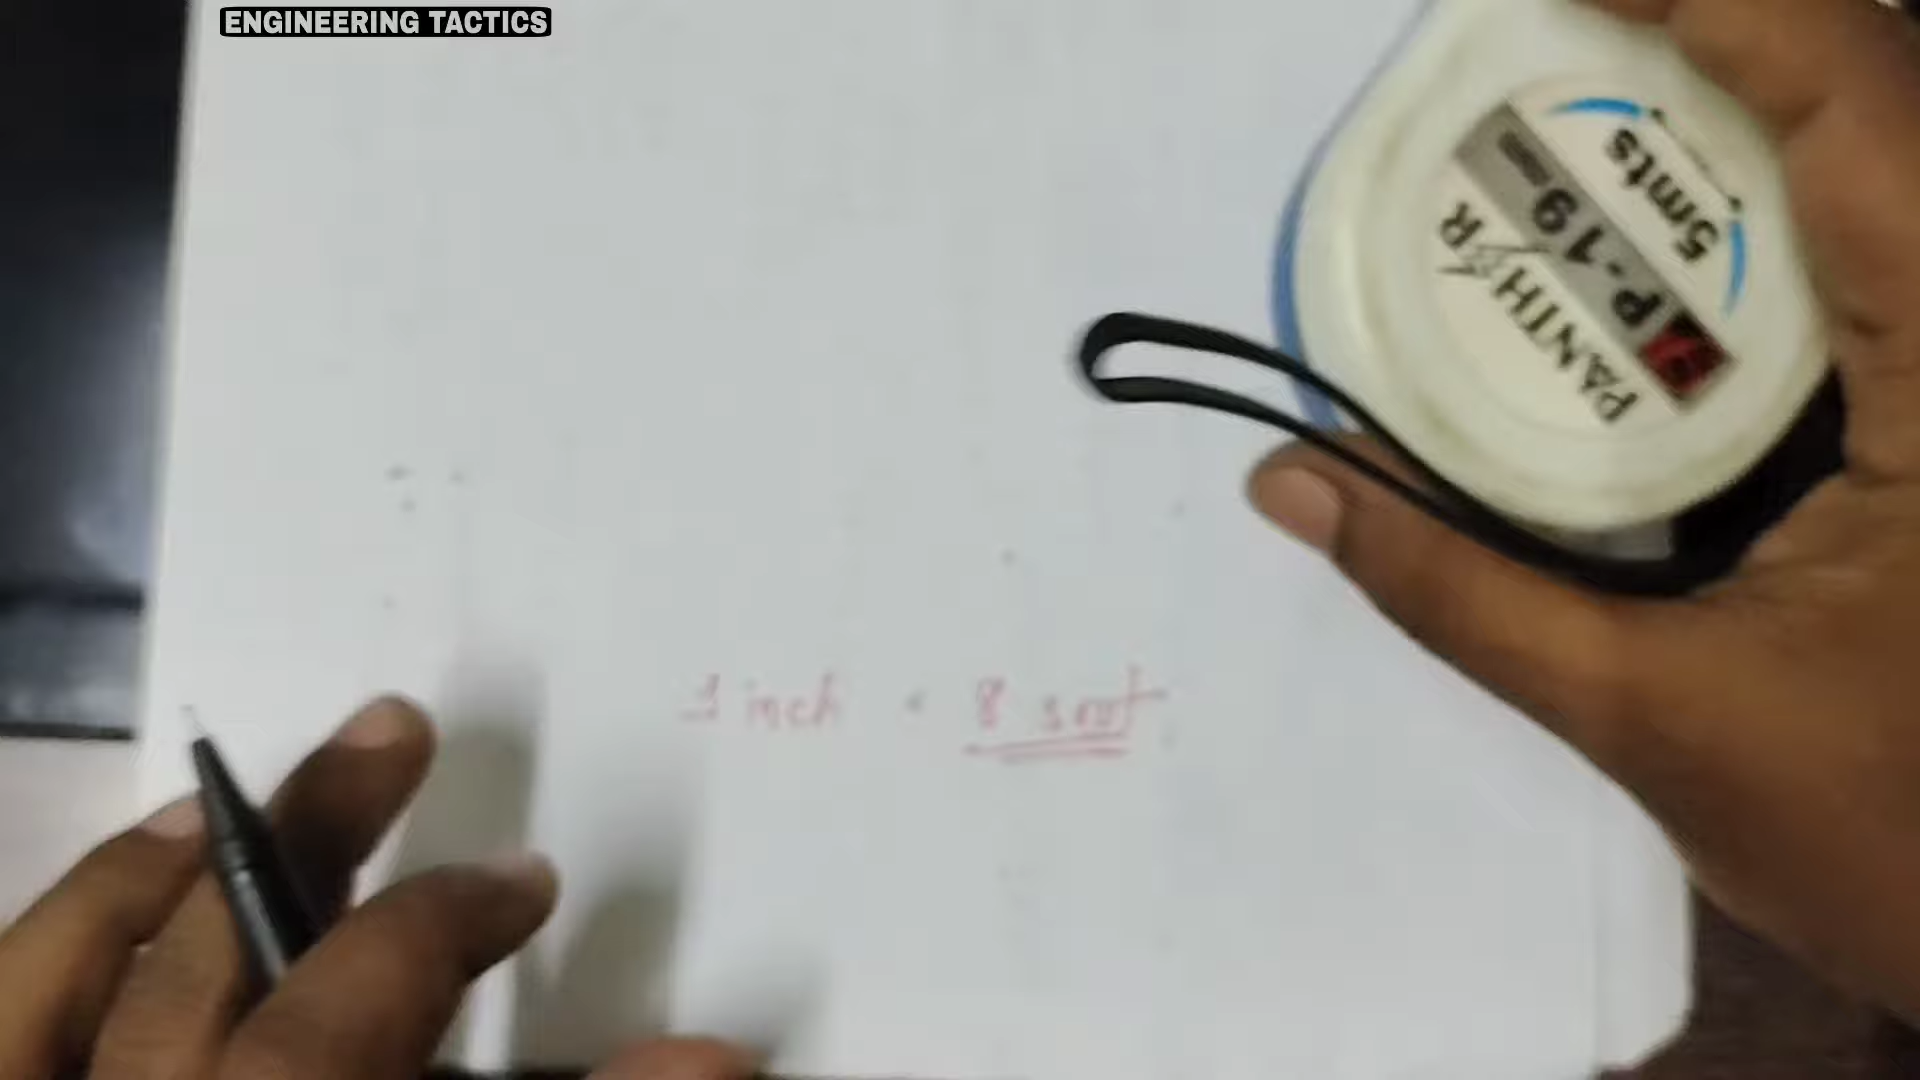 ENGINEERING TACTICS
5mts
P-19
PANTHER
1 inch = 8 soot